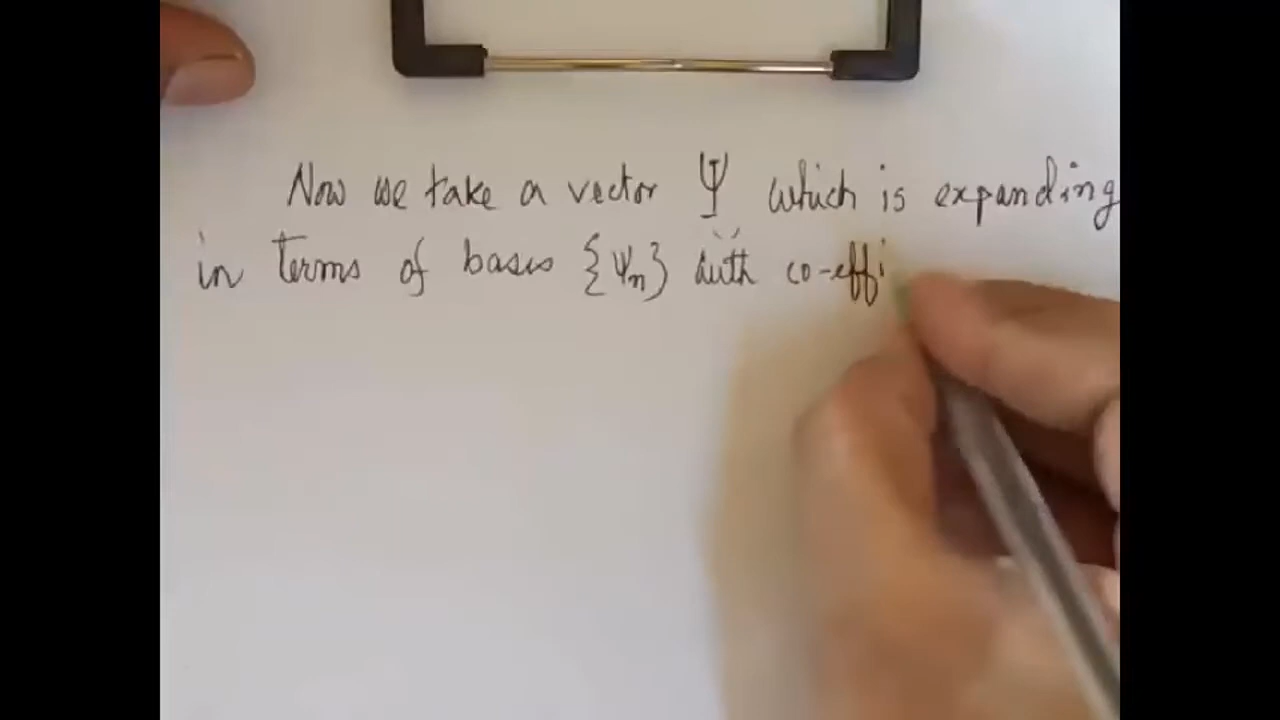 Now we take a vector Ψ which is expanding
in terms of basis {Ψn} with co-effi